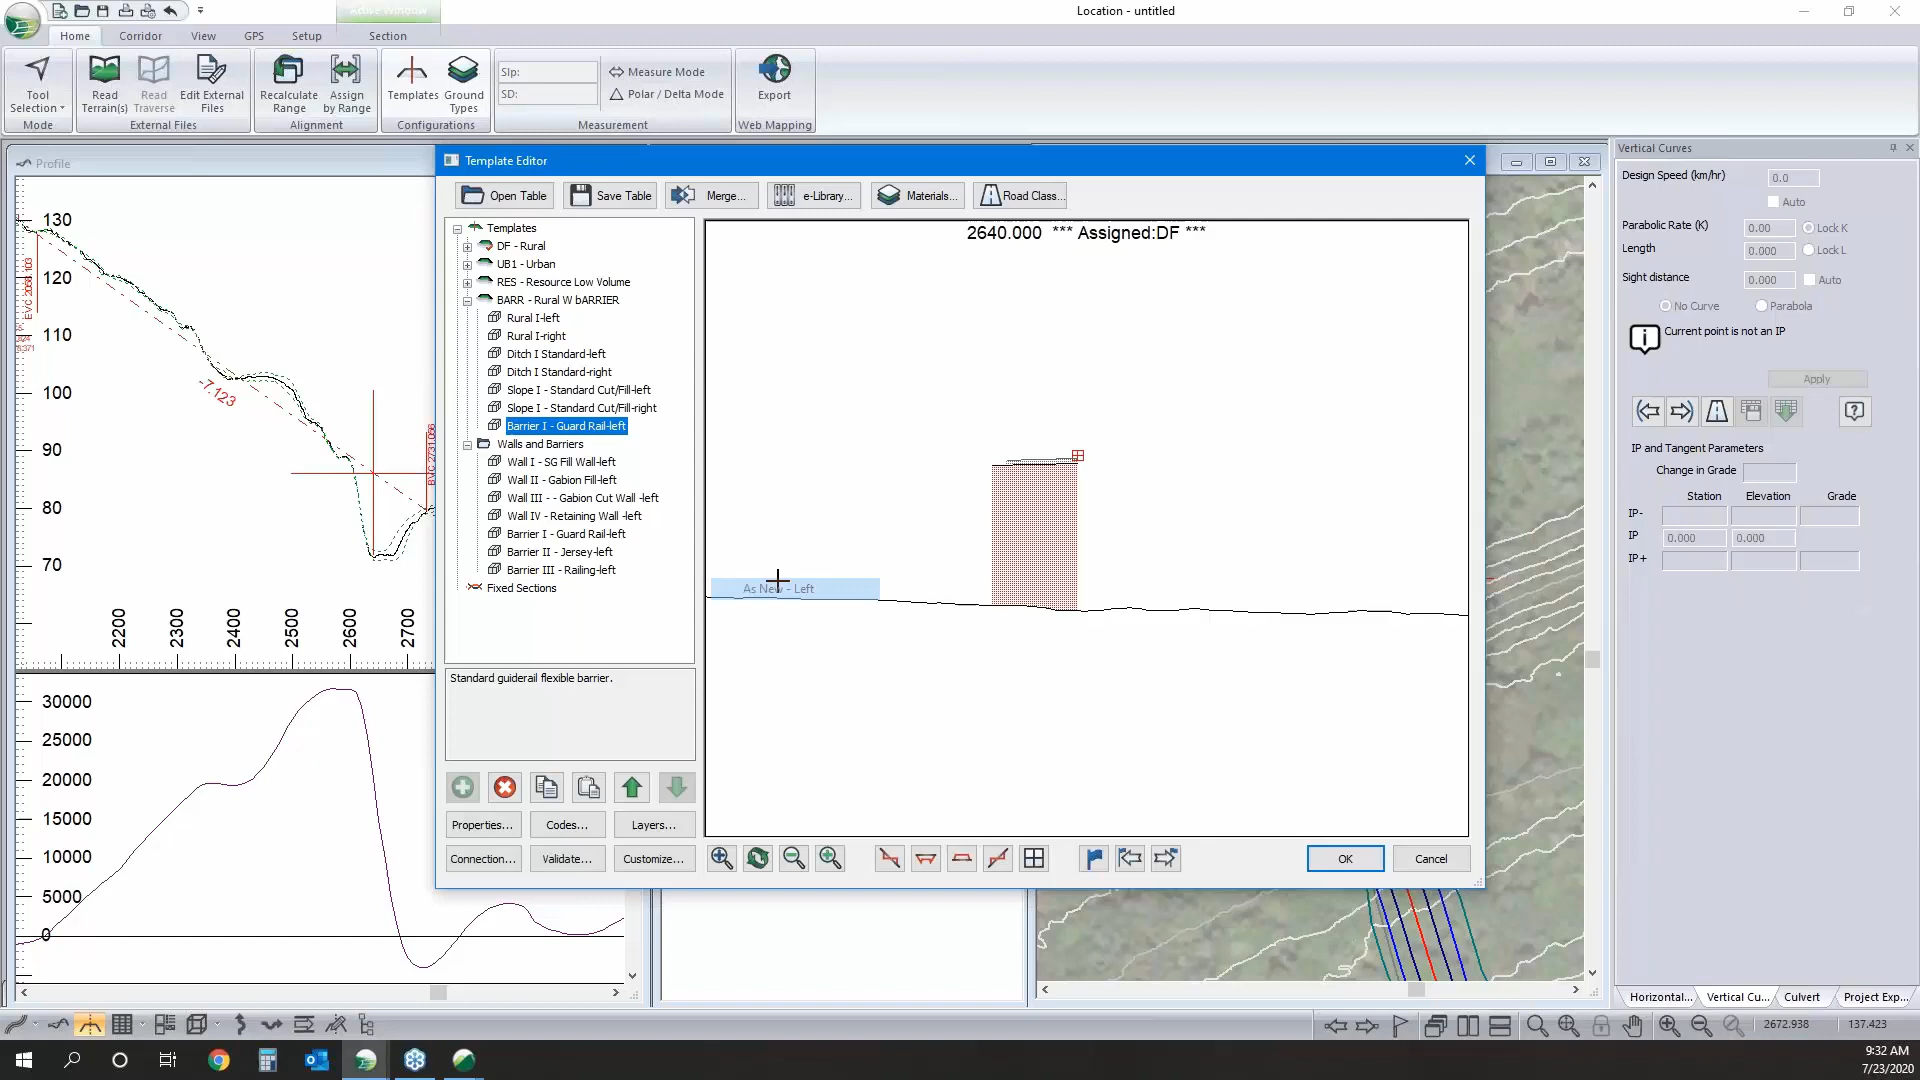 Active Window
Location - untitled
Home
Corridor
View
GPS
Setup
Section
Tool
Selection
Mode
Read
Terrain(s)
Read
Traverse
Edit External
Files
External Files
Recalculate
Range
Assign
by Range
Alignment
Templates
Ground
Types
Configurations
Slp:
SD:
Measure Mode
Polar / Delta Mode
Measurement
Export
Web Mapping
Profile
130
120
110
100
90
80
70
EVC 2058.103
-7.123
BVC 2731.056
2200
2300
2400
2500
2600
2700
30000
25000
20000
15000
10000
5000
0
Template Editor
Open Table
Save Table
Merge...
e-Library...
Materials...
Road Class...
Templates
DF - Rural
UB1 - Urban
RES - Resource Low Volume
BARR - Rural W bARRIER
Rural I-left
Rural I-right
Ditch I Standard-left
Ditch I Standard-right
Slope I - Standard Cut/Fill-left
Slope I - Standard Cut/Fill-right
Barrier I - Guard Rail-left
Walls and Barriers
Wall I - SG Fill Wall-left
Wall II - Gabion Fill-left
Wall III - - Gabion Cut Wall -left
Wall IV - Retaining Wall -left
Barrier I - Guard Rail-left
Barrier II - Jersey-left
Barrier III - Railing-left
Fixed Sections
Standard guiderail flexible barrier.
Properties...
Codes...
Layers...
Connection...
Validate...
Customize...
2640.000 *** Assigned:DF ***
As New - Left
OK
Cancel
Vertical Curves
Design Speed (km/hr)
0.0
Auto
Parabolic Rate (K)
0.00
Lock K
Length
0.000
Lock L
Sight distance
0.000
Auto
No Curve
Parabola
Current point is not an IP
Apply
IP and Tangent Parameters
Change in Grade
Station
Elevation
Grade
IP-
IP
0.000
0.000
IP+
Horizontal...
Vertical Cu...
Culvert
Project Exp...
2672.938
137.423
9:32 AM
7/23/2020